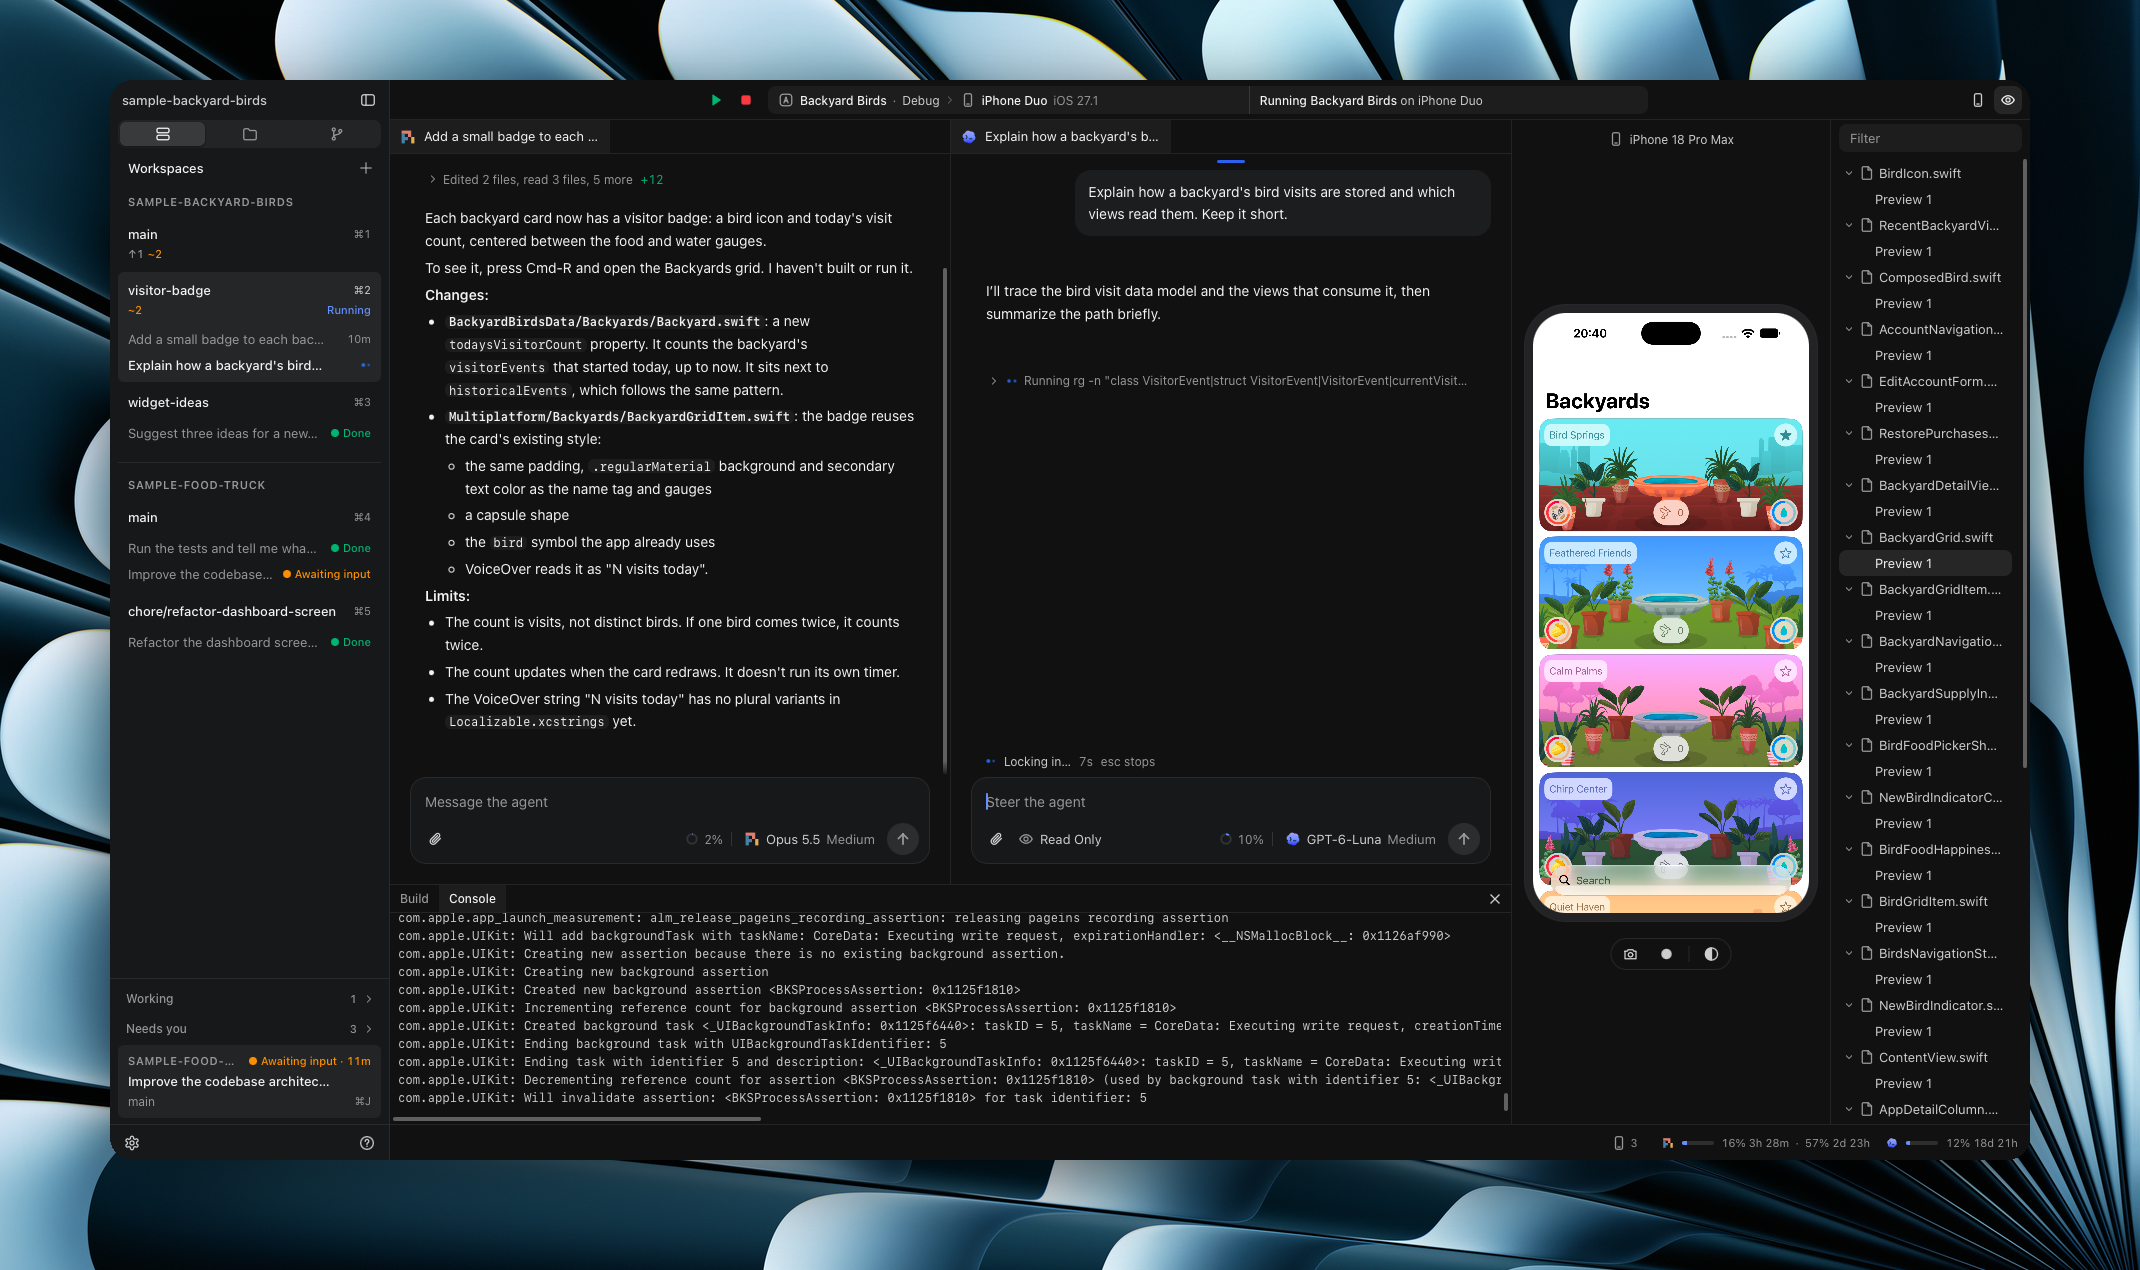 sample-backyard-birds
Workspaces
SAMPLE-BACKYARD-BIRDS
main ⌘1
↑1 ~2
visitor-badge ⌘2
~2 Running
Add a small badge to each bac... 10m
Explain how a backyard's bird...
widget-ideas ⌘3
Suggest three ideas for a new... Done
SAMPLE-FOOD-TRUCK
main ⌘4
Run the tests and tell me wha... Done
Improve the codebase... Awaiting input
chore/refactor-dashboard-screen ⌘5
Refactor the dashboard scree... Done
Working 1
Needs you 3
SAMPLE-FOOD-... Awaiting input · 11m
Improve the codebase architec...
main ⌘J
Backyard Birds · Debug iPhone Duo iOS 27.1
Running Backyard Birds on iPhone Duo
Add a small badge to each ...
Edited 2 files, read 3 files, 5 more +12
Each backyard card now has a visitor badge: a bird icon and today's visit
count, centered between the food and water gauges.
To see it, press Cmd-R and open the Backyards grid. I haven't built or run it.
Changes:
• BackyardBirdsData/Backyards/Backyard.swift: a new
todaysVisitorCount property. It counts the backyard's
visitorEvents that started today, up to now. It sits next to
historicalEvents, which follows the same pattern.
• Multiplatform/Backyards/BackyardGridItem.swift: the badge reuses
the card's existing style:
the same padding, .regularMaterial background and secondary
text color as the name tag and gauges
a capsule shape
the bird symbol the app already uses
VoiceOver reads it as "N visits today".
Limits:
• The count is visits, not distinct birds. If one bird comes twice, it counts
twice.
• The count updates when the card redraws. It doesn't run its own timer.
• The VoiceOver string "N visits today" has no plural variants in
Localizable.xcstrings yet.
Message the agent
2% Opus 5.5 Medium
Explain how a backyard's b...
Explain how a backyard's bird visits are stored and which
views read them. Keep it short.
I'll trace the bird visit data model and the views that consume it, then
summarize the path briefly.
Running rg -n "class VisitorEvent|struct VisitorEvent|VisitorEvent|currentVisit...
Locking in... 7s esc stops
Steer the agent
Read Only 10% GPT-6-Luna Medium
Build Console
com.apple.app_launch_measurement: alm_release_pageins_recording_assertion: releasing pageins recording assertion
com.apple.UIKit: Will add backgroundTask with taskName: CoreData: Executing write request, expirationHandler: <__NSMallocBlock__: 0x1126af990>
com.apple.UIKit: Creating new assertion because there is no existing background assertion.
com.apple.UIKit: Creating new background assertion
com.apple.UIKit: Created new background assertion <BKSProcessAssertion: 0x1125f1810>
com.apple.UIKit: Incrementing reference count for background assertion <BKSProcessAssertion: 0x1125f1810>
com.apple.UIKit: Created background task <_UIBackgroundTaskInfo: 0x1125f6440>: taskID = 5, taskName = CoreData: Executing write request, creationTime
com.apple.UIKit: Ending background task with UIBackgroundTaskIdentifier: 5
com.apple.UIKit: Ending task with identifier 5 and description: <_UIBackgroundTaskInfo: 0x1125f6440>: taskID = 5, taskName = CoreData: Executing writ
com.apple.UIKit: Decrementing reference count for assertion <BKSProcessAssertion: 0x1125f1810> (used by background task with identifier 5: <_UIBackgr
com.apple.UIKit: Will invalidate assertion: <BKSProcessAssertion: 0x1125f1810> for task identifier: 5
iPhone 18 Pro Max
20:40
Backyards
Bird Springs
0
Feathered Friends
0
Calm Palms
0
Chirp Center
Search
Quiet Haven
Filter
BirdIcon.swift
Preview 1
RecentBackyardVi...
Preview 1
ComposedBird.swift
Preview 1
AccountNavigation...
Preview 1
EditAccountForm....
Preview 1
RestorePurchases...
Preview 1
BackyardDetailVie...
Preview 1
BackyardGrid.swift
Preview 1
BackyardGridItem....
Preview 1
BackyardNavigatio...
Preview 1
BackyardSupplyIn...
Preview 1
BirdFoodPickerSh...
Preview 1
NewBirdIndicatorC...
Preview 1
BirdFoodHappines...
Preview 1
BirdGridItem.swift
Preview 1
BirdsNavigationSt...
Preview 1
NewBirdIndicator.s...
Preview 1
ContentView.swift
Preview 1
AppDetailColumn....
3 16% 3h 28m · 57% 2d 23h 12% 18d 21h